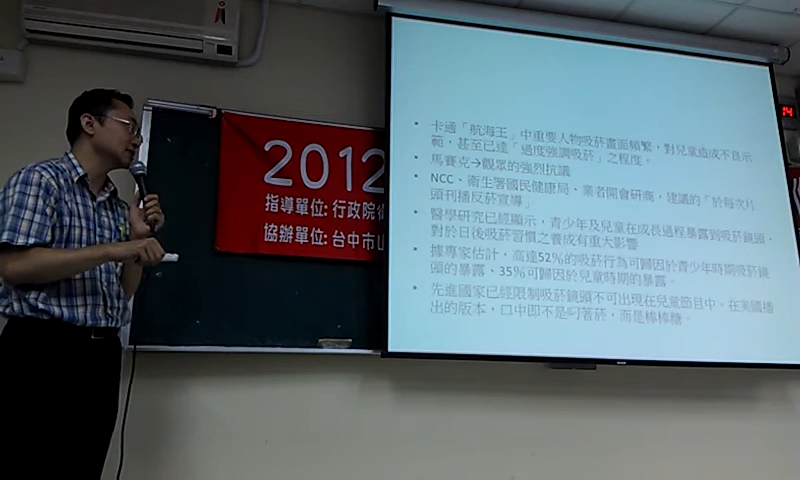 2012
指導單位: 行政院
協辦單位: 台中市
14
• 卡通「航海王」中重要人物吸菸畫面頻繁，對兒童造成不良示
範，甚至已達「過度強調吸菸」之程度。
• 馬賽克→觀眾的強烈抗議
• NCC、衛生署國民健康局、業者開會研商，建議的「於每次片
頭刊播反菸宣導」
• 醫學研究已經顯示，青少年及兒童在成長過程暴露到吸菸鏡頭，
對於日後吸菸習慣之養成有重大影響
• 據專家估計，高達52%的吸菸行為可歸因於青少年時期吸菸鏡
頭的暴露、35%可歸因於兒童時期的暴露。
• 先進國家已經限制吸菸鏡頭不可出現在兒童節目中。在美國播
出的版本，口中即不是叼著菸，而是棒棒糖。